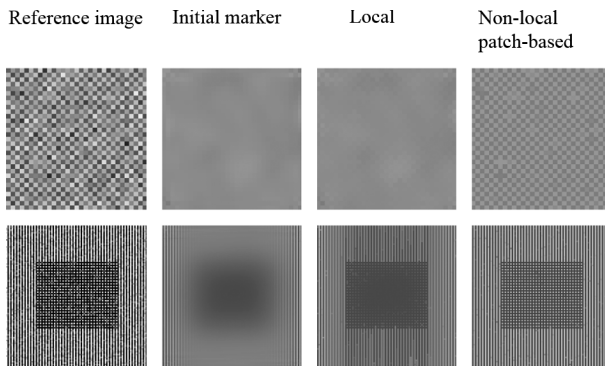 Reference image
Initial marker
Local
Non-local
patch-based